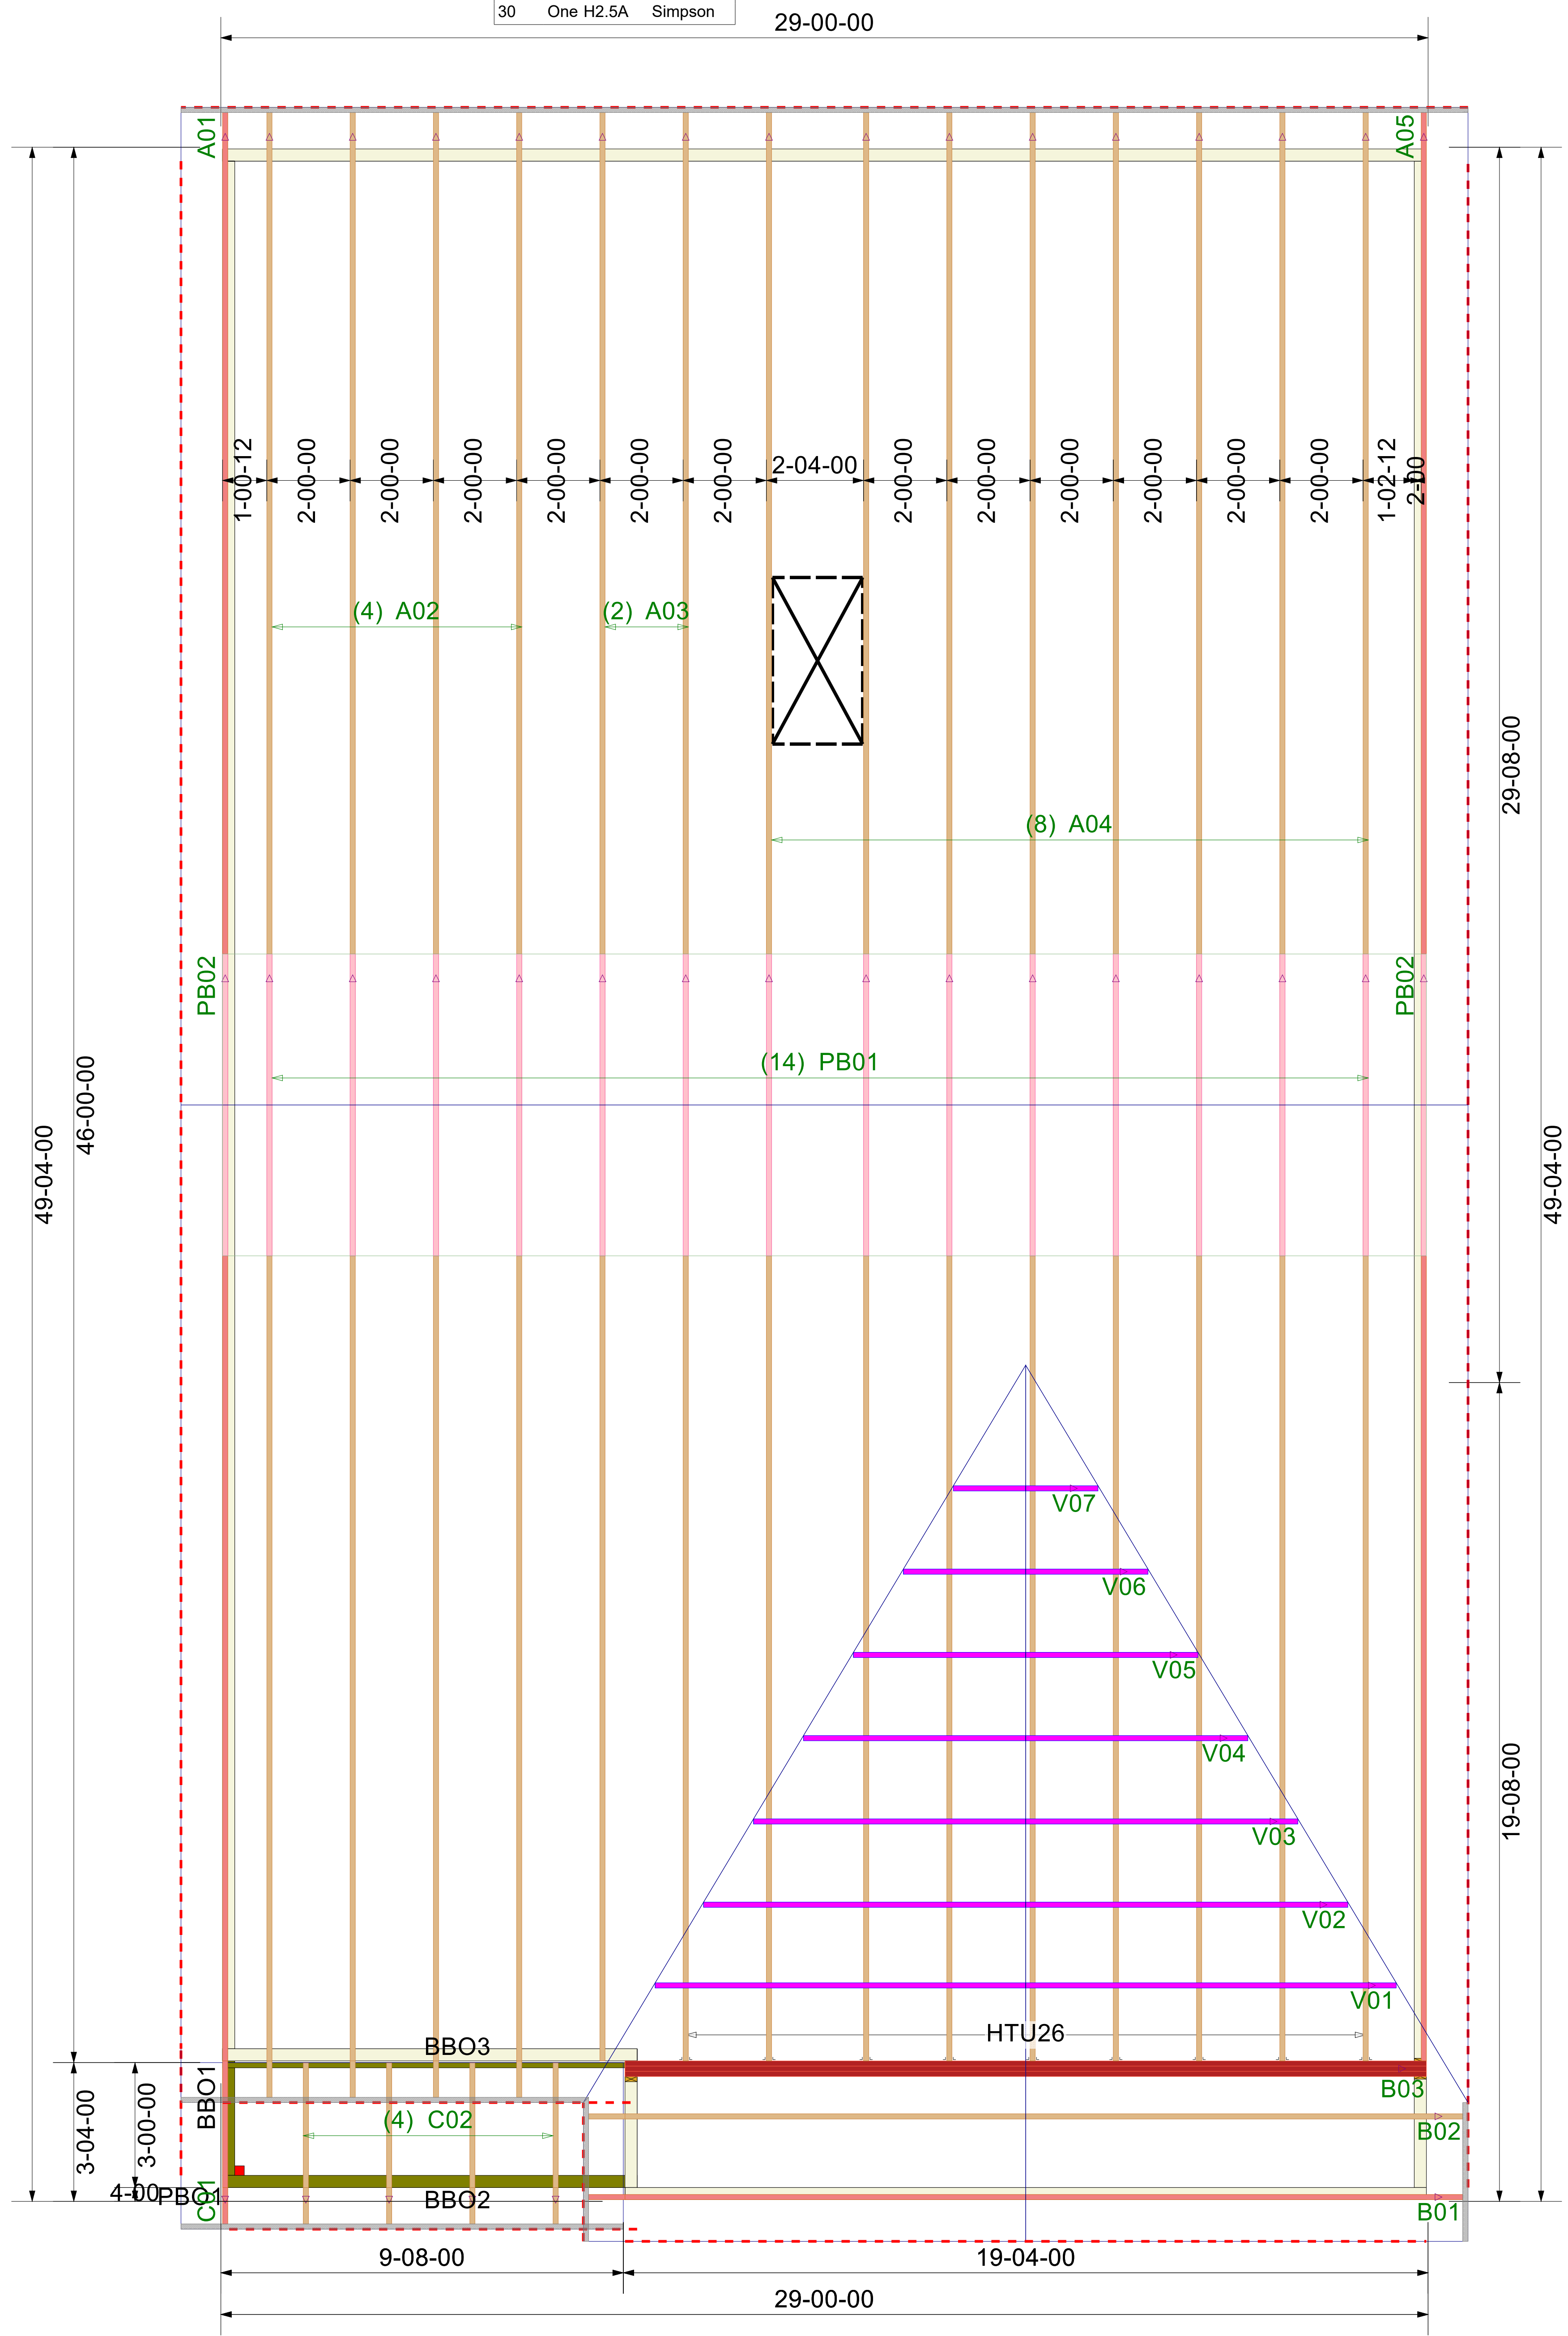 30 One H2.5A Simpson
29-00-00
A01
A05
1-00-12
2-00-00
2-00-00
2-00-00
2-00-00
2-00-00
2-00-00
2-04-00
2-00-00
2-00-00
2-00-00
2-00-00
2-00-00
2-00-00
1-02-12
2-00
(4) A02
(2) A03
29-08-00
(8) A04
PB02
PB02
(14) PB01
46-00-00
49-04-00
49-04-00
V07
V06
V05
V04
V03
V02
V01
19-08-00
HTU26
BBO3
BBO1
B03
3-04-00
3-00-00
(4) C02
B02
4-00
PBO1
C01
BBO2
B01
9-08-00
19-04-00
29-00-00